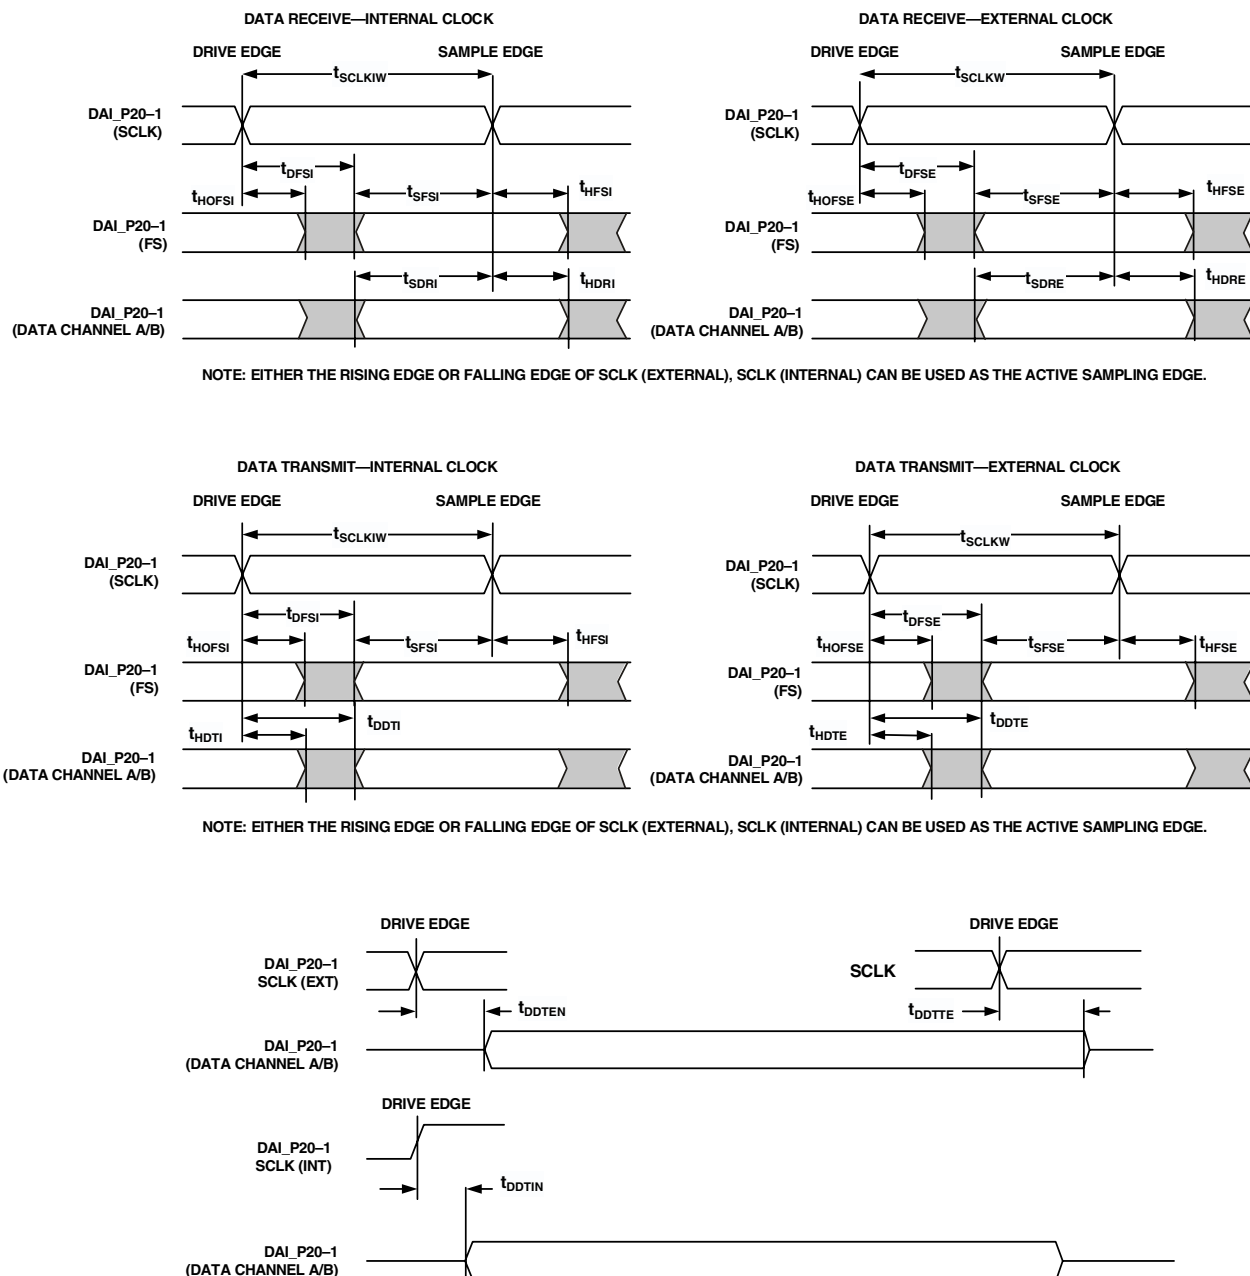 DATA RECEIVE—INTERNAL CLOCK
DRIVE EDGE
SAMPLE EDGE
tSCLKIW
DAI_P20–1
(SCLK)
tDFSI
tHOFSI
tSFSI
tHFSI
DAI_P20–1
(FS)
tSDRI
tHDRI
DAI_P20–1
(DATA CHANNEL A/B)
DATA RECEIVE—EXTERNAL CLOCK
DRIVE EDGE
SAMPLE EDGE
tSCLKW
DAI_P20–1
(SCLK)
tDFSE
tHOFSE
tSFSE
tHFSE
DAI_P20–1
(FS)
tSDRE
tHDRE
DAI_P20–1
(DATA CHANNEL A/B)
NOTE: EITHER THE RISING EDGE OR FALLING EDGE OF SCLK (EXTERNAL), SCLK (INTERNAL) CAN BE USED AS THE ACTIVE SAMPLING EDGE.
DATA TRANSMIT—INTERNAL CLOCK
DRIVE EDGE
SAMPLE EDGE
tSCLKIW
DAI_P20–1
(SCLK)
tDFSI
tHOFSI
tSFSI
tHFSI
DAI_P20–1
(FS)
tDDTI
tHDTI
DAI_P20–1
(DATA CHANNEL A/B)
DATA TRANSMIT—EXTERNAL CLOCK
DRIVE EDGE
SAMPLE EDGE
tSCLKW
DAI_P20–1
(SCLK)
tDFSE
tHOFSE
tSFSE
tHFSE
DAI_P20–1
(FS)
tDDTE
tHDTE
DAI_P20–1
(DATA CHANNEL A/B)
NOTE: EITHER THE RISING EDGE OR FALLING EDGE OF SCLK (EXTERNAL), SCLK (INTERNAL) CAN BE USED AS THE ACTIVE SAMPLING EDGE.
DRIVE EDGE
DRIVE EDGE
DAI_P20–1
SCLK (EXT)
SCLK
tDDTEN
tDDTTE
DAI_P20–1
(DATA CHANNEL A/B)
DRIVE EDGE
DAI_P20–1
SCLK (INT)
tDDTIN
DAI_P20–1
(DATA CHANNEL A/B)